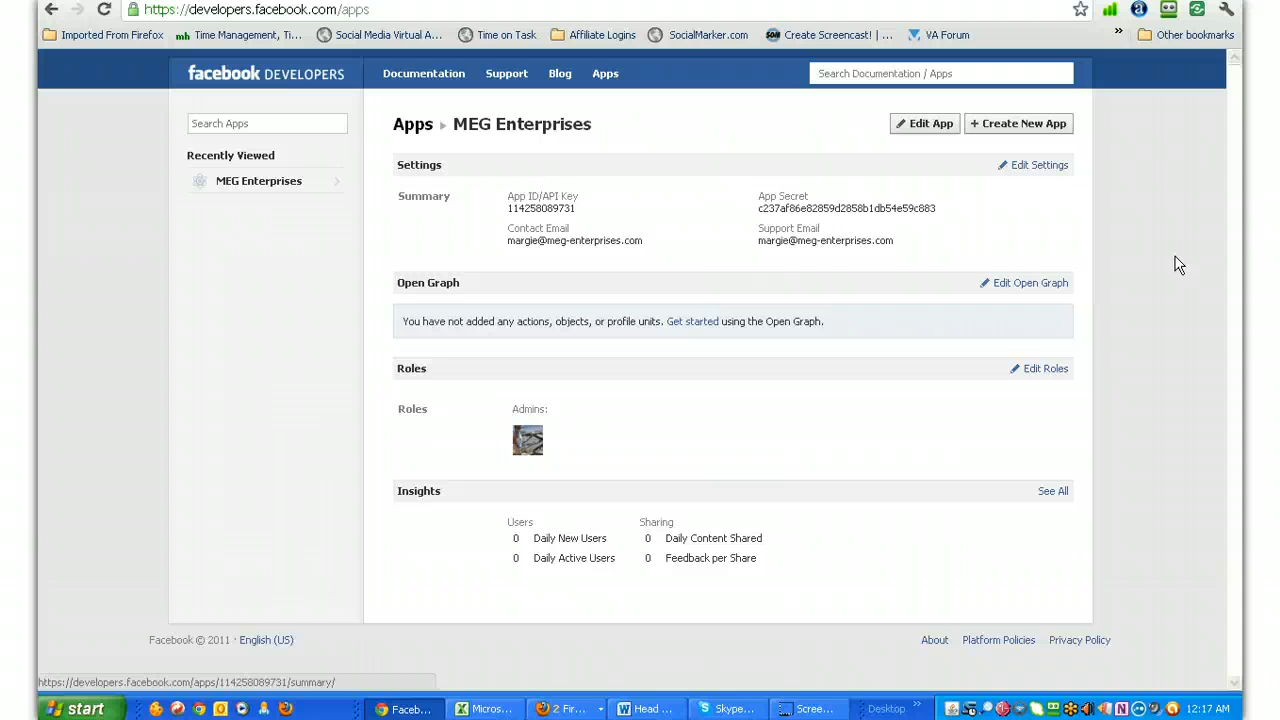 https://developers.facebook.com/apps
Imported From Firefox
Time Management, Ti...
Social Media Virtual A...
Time on Task
Affiliate Logins
SocialMarker.com
Create Screencast! | ...
VA Forum
»
Other bookmarks
facebook DEVELOPERS
Documentation
Support
Blog
Apps
Search Documentation / Apps
Search Apps
Apps ▸ MEG Enterprises
Edit App
+ Create New App
Recently Viewed
MEG Enterprises
Settings
Edit Settings
Summary
App ID/API Key
114258089731
App Secret
c237af86e82859d2858b1db54e59c883
Contact Email
margie@meg-enterprises.com
Support Email
margie@meg-enterprises.com
Open Graph
Edit Open Graph
You have not added any actions, objects, or profile units. Get started using the Open Graph.
Roles
Edit Roles
Roles
Admins:
Insights
See All
Users
Sharing
0 Daily New Users
0 Daily Content Shared
0 Daily Active Users
0 Feedback per Share
Facebook © 2011 · English (US)
About
Platform Policies
Privacy Policy
https://developers.facebook.com/apps/114258089731/summary/
start
Faceb...
Micros...
2 Fir...
Head ...
Skype...
Scree...
Desktop
»
12:17 AM